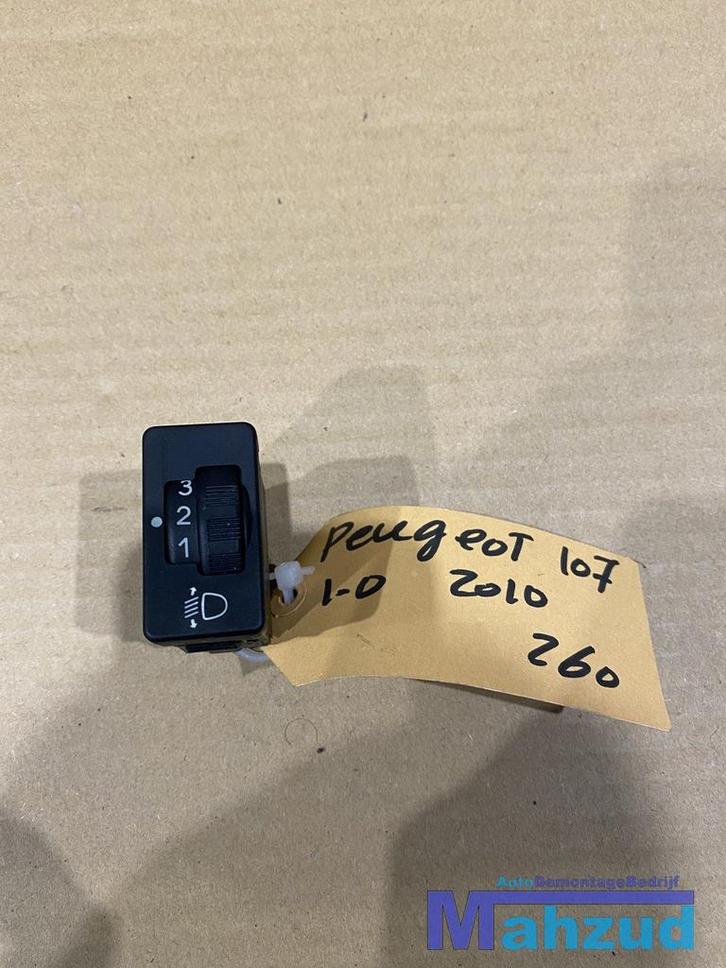 3
2
1
Peugeot 107
1-0 2010
260
AutoDemontageBedrijf
Mahzud